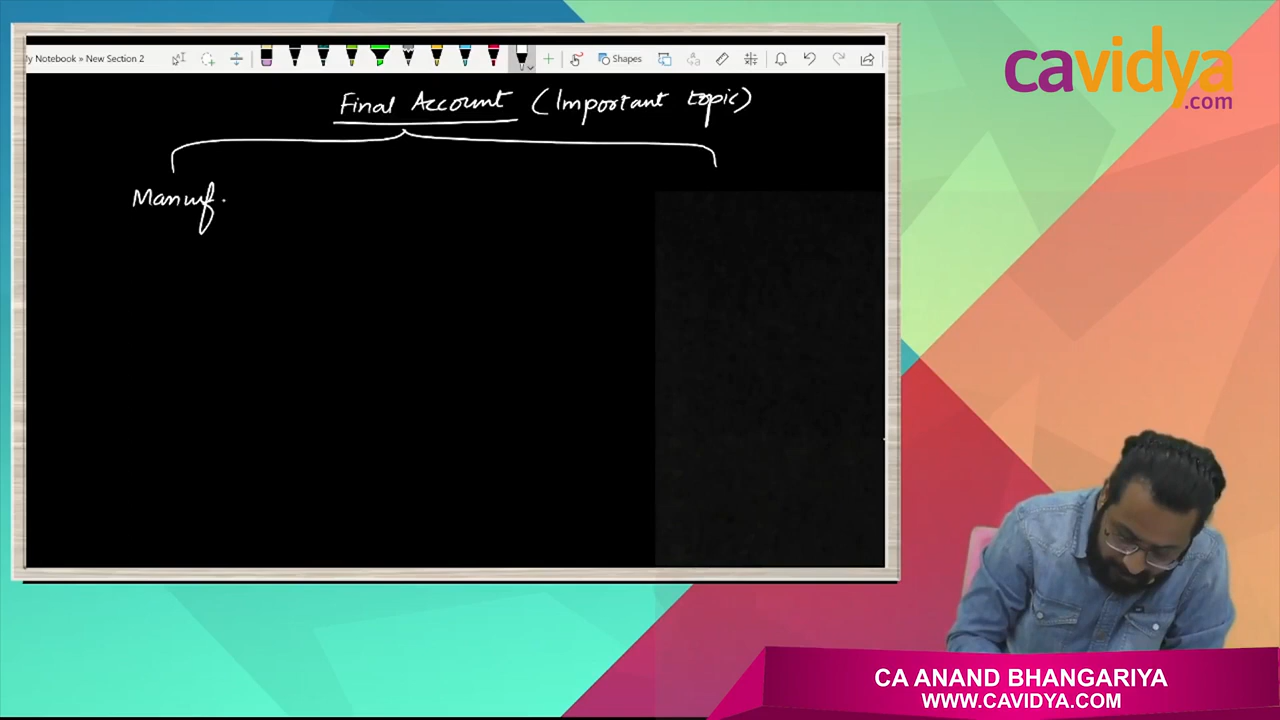 y Notebook » New Section 2
Shapes
Final Account (Important topic)
Manuf.
cavidya
.com
CA ANAND BHANGARIYA
WWW.CAVIDYA.COM